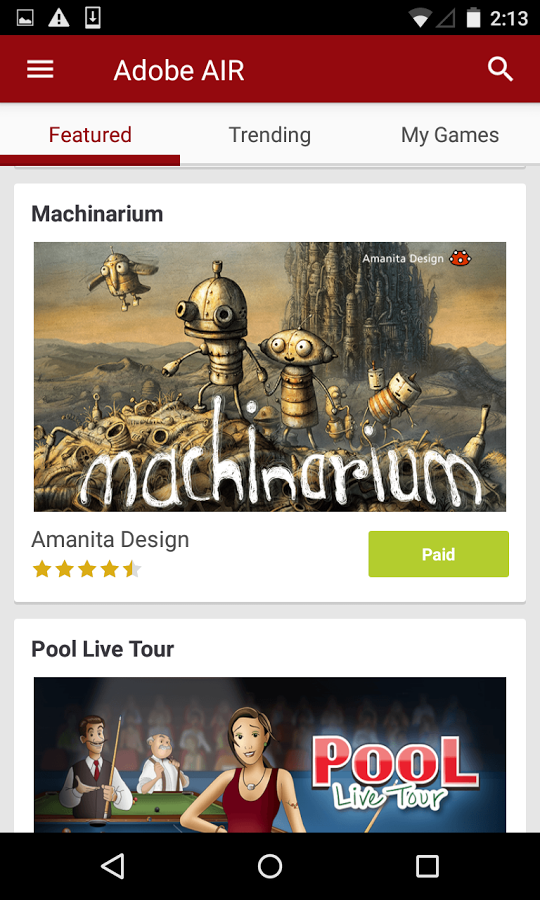 2:13
Adobe AIR
Featured
Trending
My Games
Machinarium
Amanita Design
machinarium
Amanita Design
Paid
Pool Live Tour
POOL
Live Tour